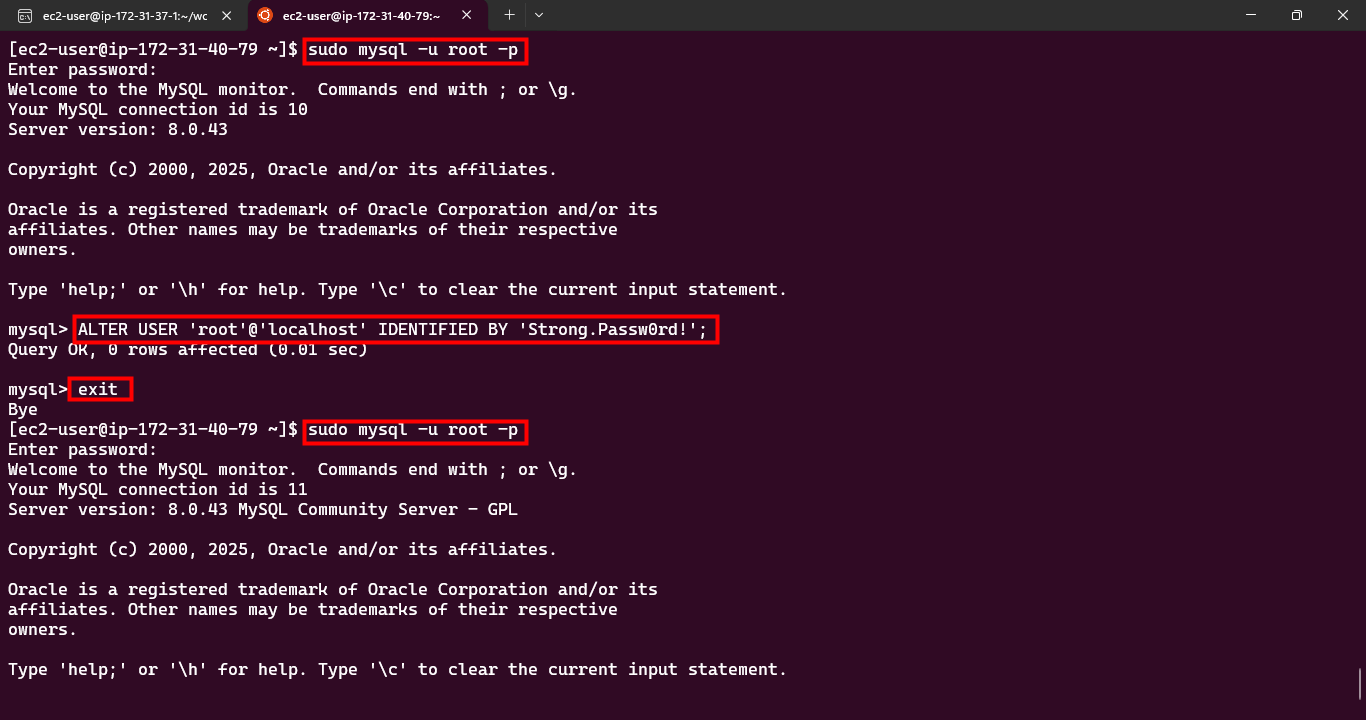 ec2-user@ip-172-31-37-1:~/wc
ec2-user@ip-172-31-40-79:~
[ec2-user@ip-172-31-40-79 ~]$ sudo mysql -u root -p
Enter password:
Welcome to the MySQL monitor.  Commands end with ; or \g.
Your MySQL connection id is 10
Server version: 8.0.43

Copyright (c) 2000, 2025, Oracle and/or its affiliates.

Oracle is a registered trademark of Oracle Corporation and/or its
affiliates. Other names may be trademarks of their respective
owners.

Type 'help;' or '\h' for help. Type '\c' to clear the current input statement.

mysql> ALTER USER 'root'@'localhost' IDENTIFIED BY 'Strong.Passw0rd!';
Query OK, 0 rows affected (0.01 sec)

mysql> exit
Bye
[ec2-user@ip-172-31-40-79 ~]$ sudo mysql -u root -p
Enter password:
Welcome to the MySQL monitor.  Commands end with ; or \g.
Your MySQL connection id is 11
Server version: 8.0.43 MySQL Community Server - GPL

Copyright (c) 2000, 2025, Oracle and/or its affiliates.

Oracle is a registered trademark of Oracle Corporation and/or its
affiliates. Other names may be trademarks of their respective
owners.

Type 'help;' or '\h' for help. Type '\c' to clear the current input statement.